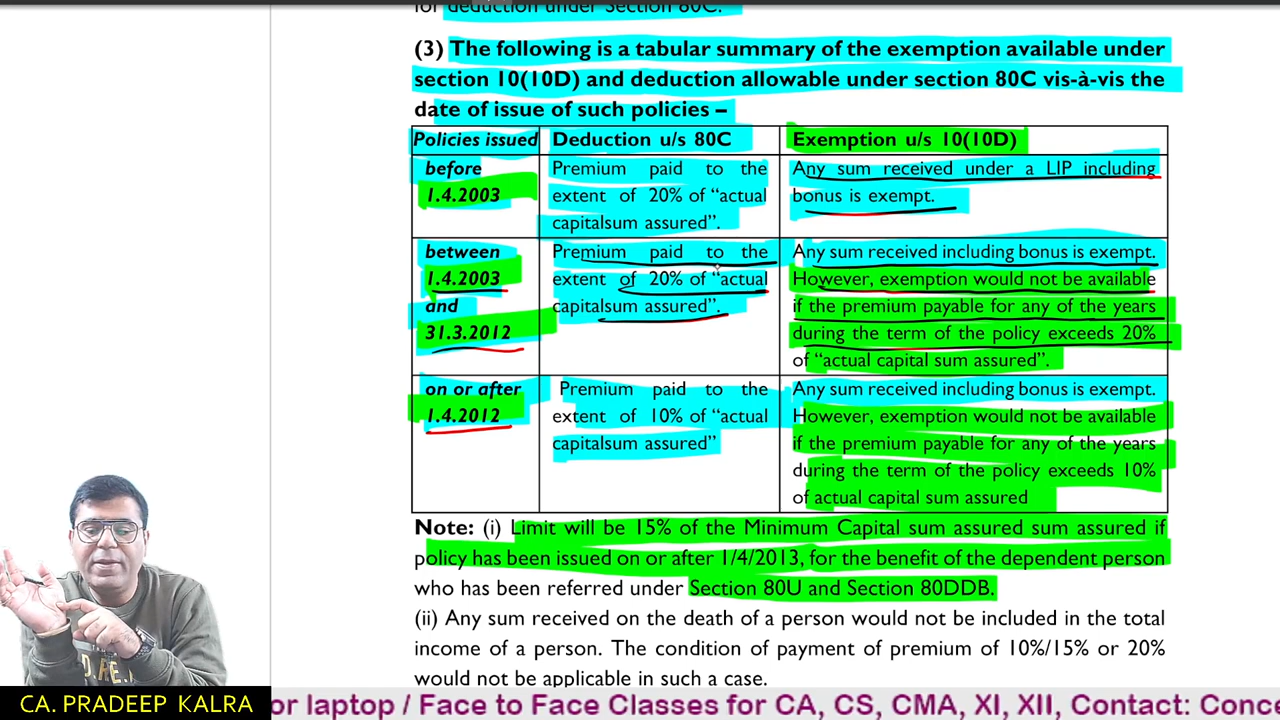 for deduction under Section 80C.
(3) The following is a tabular summary of the exemption available under
section 10(10D) and deduction allowable under section 80C vis-à-vis the
date of issue of such policies –
Policies issued Deduction u/s 80C Exemption u/s 10(10D)
before
1.4.2003
Premium paid to the
extent of 20% of “actual
capitalsum assured”.
Any sum received under a LIP including
bonus is exempt.
between
1.4.2003
and
31.3.2012
Premium paid to the
extent of 20% of “actual
capitalsum assured”.
Any sum received including bonus is exempt.
However, exemption would not be available
if the premium payable for any of the years
during the term of the policy exceeds 20%
of “actual capital sum assured”.
on or after
1.4.2012
Premium paid to the
extent of 10% of “actual
capitalsum assured”
Any sum received including bonus is exempt.
However, exemption would not be available
if the premium payable for any of the years
during the term of the policy exceeds 10%
of actual capital sum assured
Note: (i) Limit will be 15% of the Minimum Capital sum assured sum assured if
policy has been issued on or after 1/4/2013, for the benefit of the dependent person
who has been referred under Section 80U and Section 80DDB.
(ii) Any sum received on the death of a person would not be included in the total
income of a person. The condition of payment of premium of 10%/15% or 20%
would not be applicable in such a case.
CA. PRADEEP KALRA
or laptop / Face to Face Classes for CA, CS, CMA, XI, XII, Contact: Conce